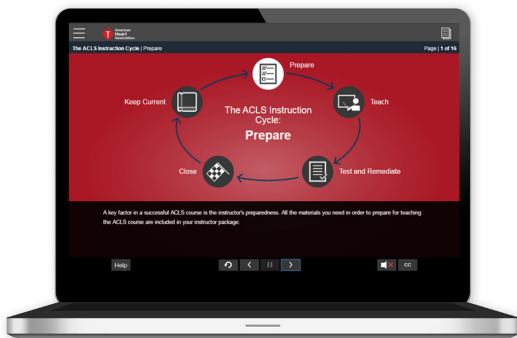 American
Heart
Association.
The ACLS Instruction Cycle | Prepare
Page | 1 of 16
Prepare
Keep Current
Teach
The ACLS Instruction
Cycle:
Prepare
Close
Test and Remediate
A key factor in a successful ACLS course is the instructor's preparedness. All the materials you need in order to prepare for teaching
the ACLS course are included in your instructor package.
Help
CC